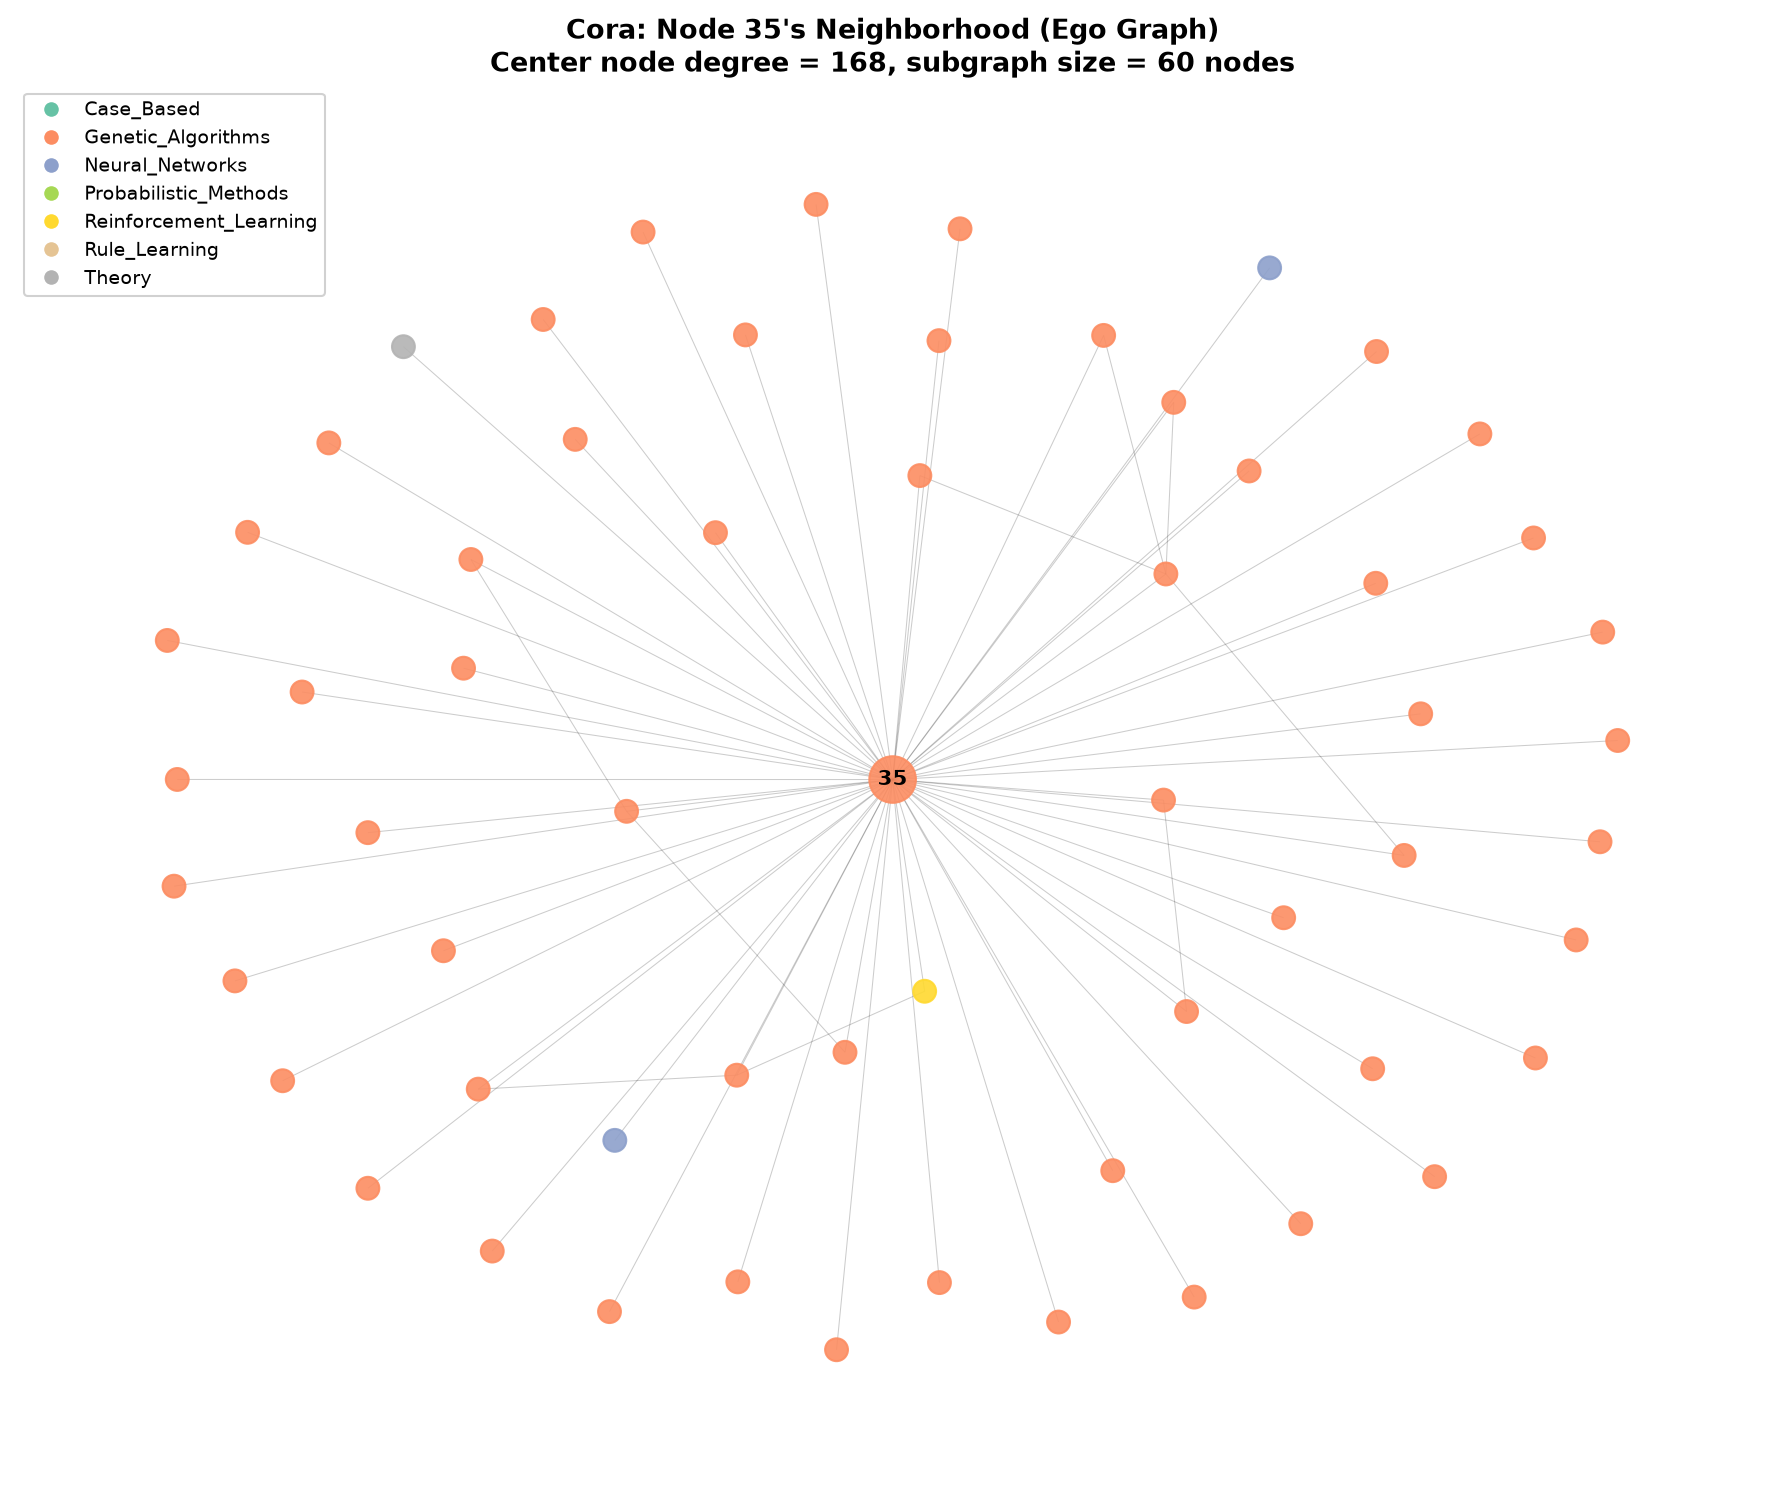 Cora: Node 35's Neighborhood (Ego Graph)
Center node degree = 168, subgraph size = 60 nodes
Case_Based
Genetic_Algorithms
Neural_Networks
Probabilistic_Methods
Reinforcement_Learning
Rule_Learning
Theory
35